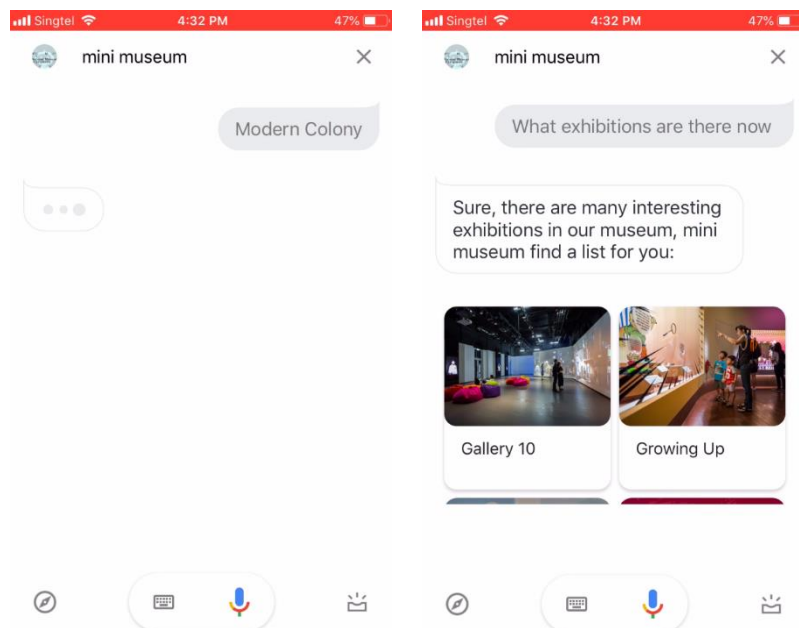 Singtel 4:32 PM 47%
mini museum
Modern Colony
Singtel 4:32 PM 47%
mini museum
What exhibitions are there now
Sure, there are many interesting
exhibitions in our museum, mini
museum find a list for you:
Gallery 10
Growing Up